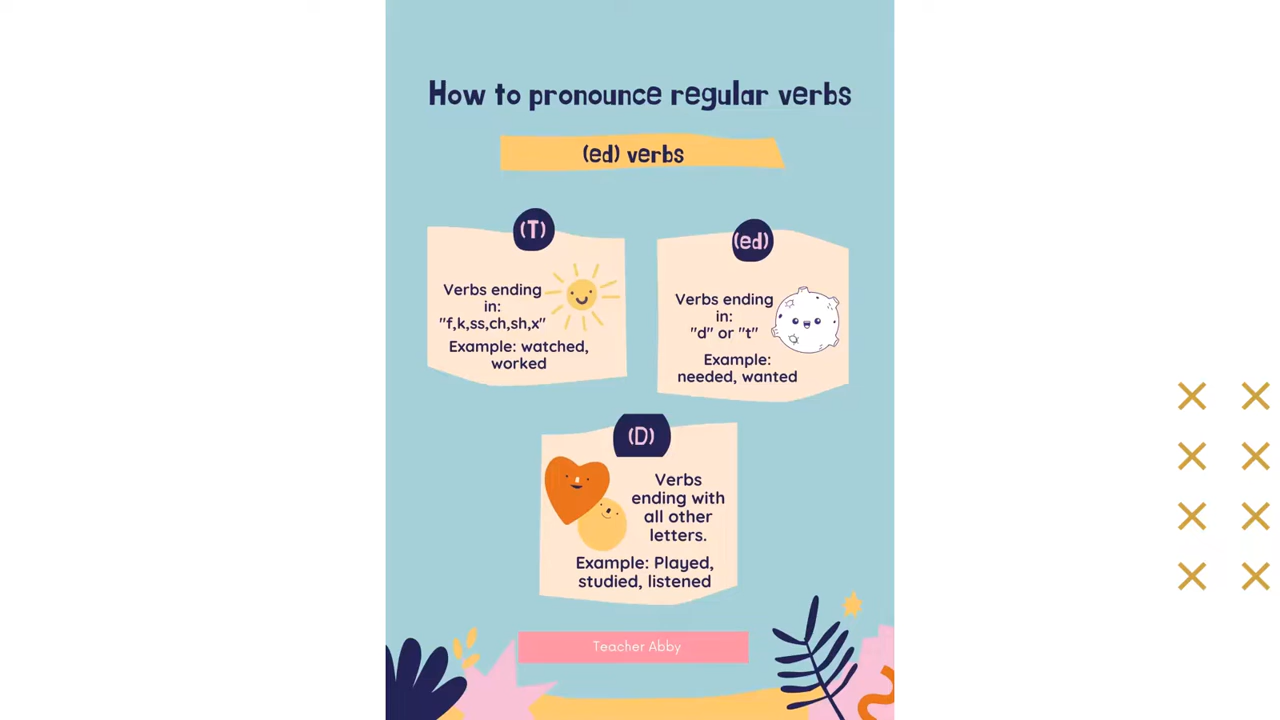 How to pronounce regular verbs
(ed) verbs
(T)
Verbs ending
in:
"f,k,ss,ch,sh,x"
Example: watched,
worked
(ed)
Verbs ending
in:
"d" or "t"
Example:
needed, wanted
(D)
Verbs
ending with
all other
letters.
Example: Played,
studied, listened
Teacher Abby